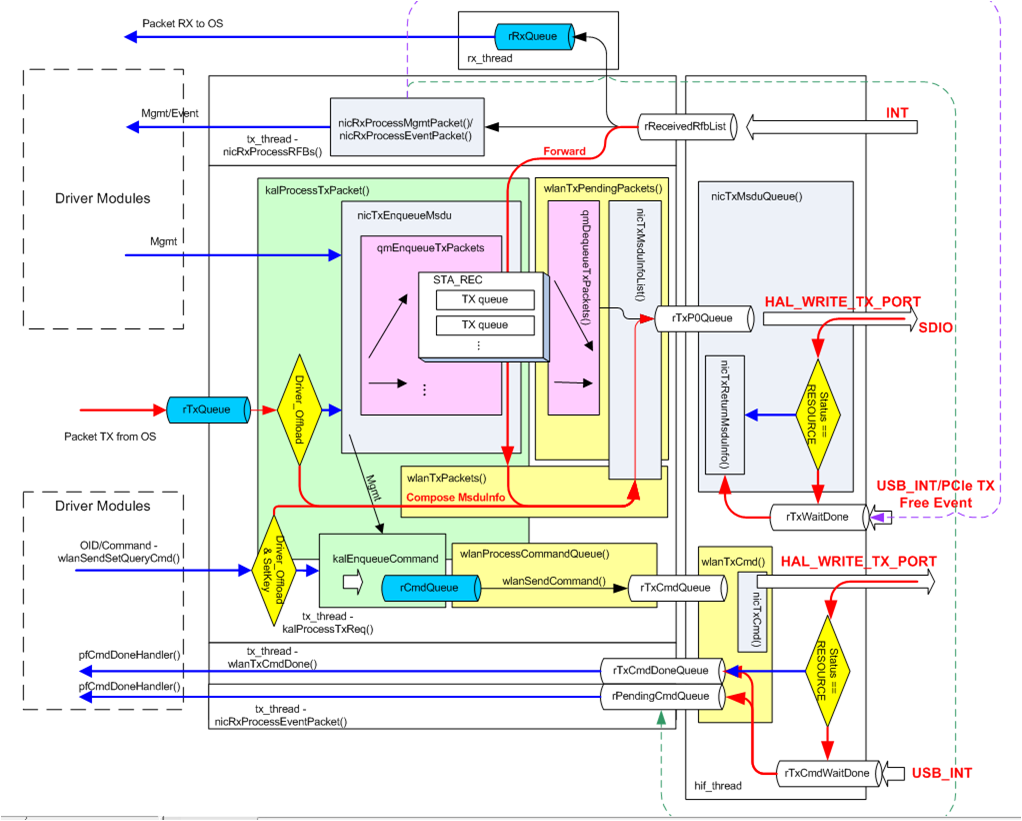 Packet RX to OS
rRxQueue
rx_thread
Mgmt/Event
nicRxProcessMgmtPacket()/
nicRxProcessEventPacket()
tx_thread -
nicRxProcessRFBs()
rReceivedRfbList
INT
Forward
Driver Modules
kalProcessTxPacket()
wlanTxPendingPackets()
nicTxMsduQueue()
nicTxEnqueueMsdu
qmEnqueueTxPackets
qmDequeueTxPackets()
nicTxMsduInfoList()
Mgmt
STA_REC
TX queue
TX queue
⋮
⋮
rTxP0Queue
HAL_WRITE_TX_PORT
SDIO
nicTxReturnMsduInfo()
Status ==
RESOURCE
Driver_Offload
rTxQueue
Packet TX from OS
Mgmt
wlanTxPackets()
Compose MsduInfo
USB_INT/PCIe TX
Free Event
rTxWaitDone
Driver Modules
OID/Command -
wlanSendSetQueryCmd()
Driver_Offload
& SetKey
kalEnqueueCommand
rCmdQueue
wlanProcessCommandQueue()
wlanSendCommand()
rTxCmdQueue
wlanTxCmd()
nicTxCmd()
HAL_WRITE_TX_PORT
tx_thread -
kalProcessTxReq()
Status ==
RESOURCE
pfCmdDoneHandler()
tx_thread -
wlanTxCmdDone()
rTxCmdDoneQueue
pfCmdDoneHandler()
rPendingCmdQueue
tx_thread -
nicRxProcessEventPacket()
rTxCmdWaitDone
USB_INT
hif_thread